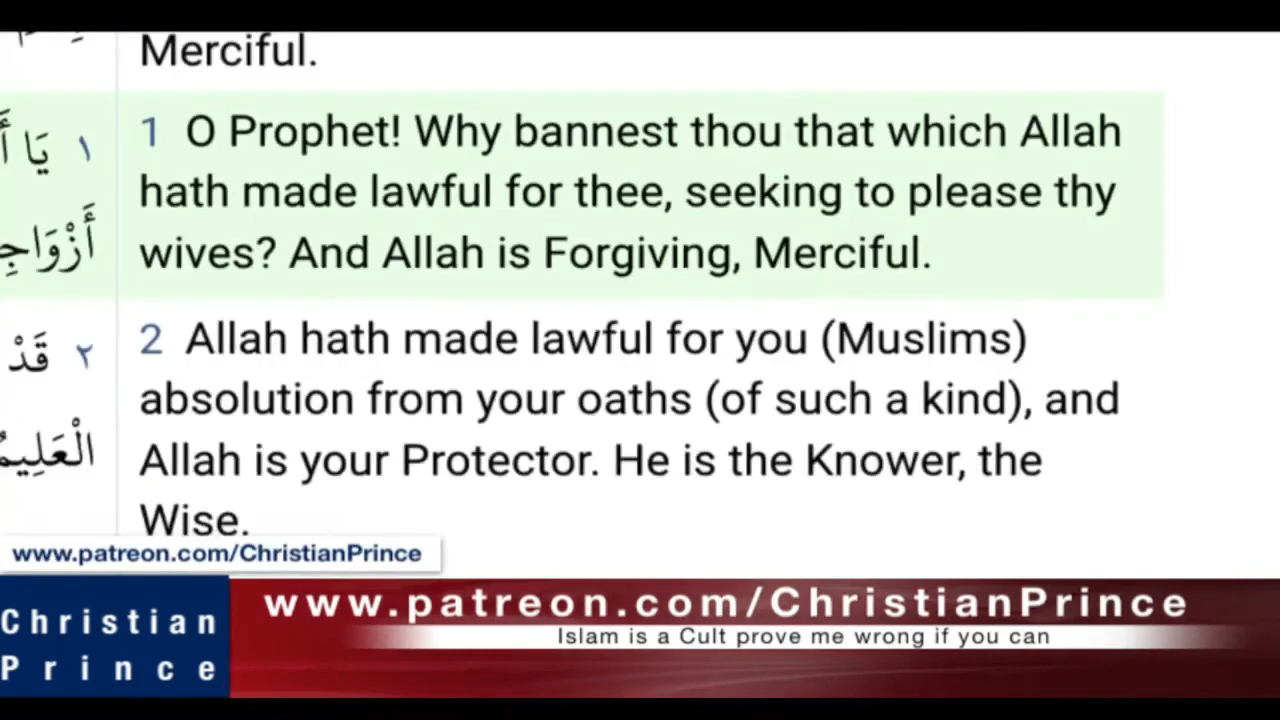 Merciful.
يَا ١
1 O Prophet! Why bannest thou that which Allah
hath made lawful for thee, seeking to please thy
wives? And Allah is Forgiving, Merciful.
قَدْ ٢
2 Allah hath made lawful for you (Muslims)
absolution from your oaths (of such a kind), and
Allah is your Protector. He is the Knower, the
Wise.
www.patreon.com/ChristianPrince
Christian
Prince
www.patreon.com/ChristianPrince
Islam is a Cult prove me wrong if you can